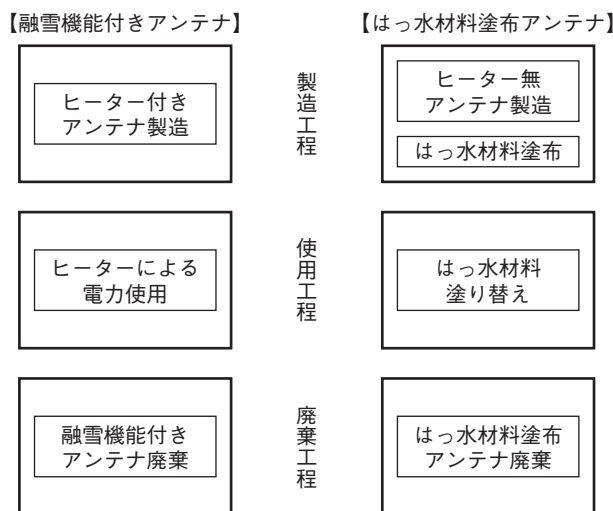 【融雪機能付きアンテナ】
【はっ水材料塗布アンテナ】
ヒーター付き
アンテナ製造
製造工程
ヒーター無
アンテナ製造
はっ水材料塗布
ヒーターによる
電力使用
使用工程
はっ水材料
塗り替え
融雪機能付き
アンテナ廃棄
廃棄工程
はっ水材料塗布
アンテナ廃棄